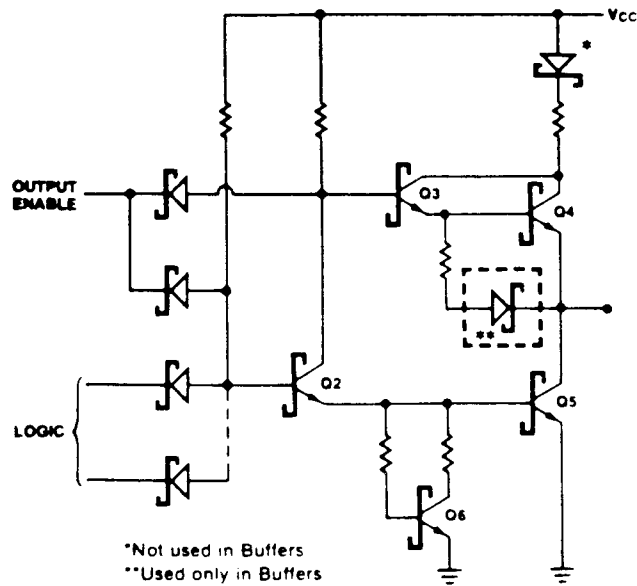 VCC
*
OUTPUT
ENABLE
Q3
Q4
**
Q2
Q5
LOGIC
Q6
*Not used in Buffers
**Used only in Buffers